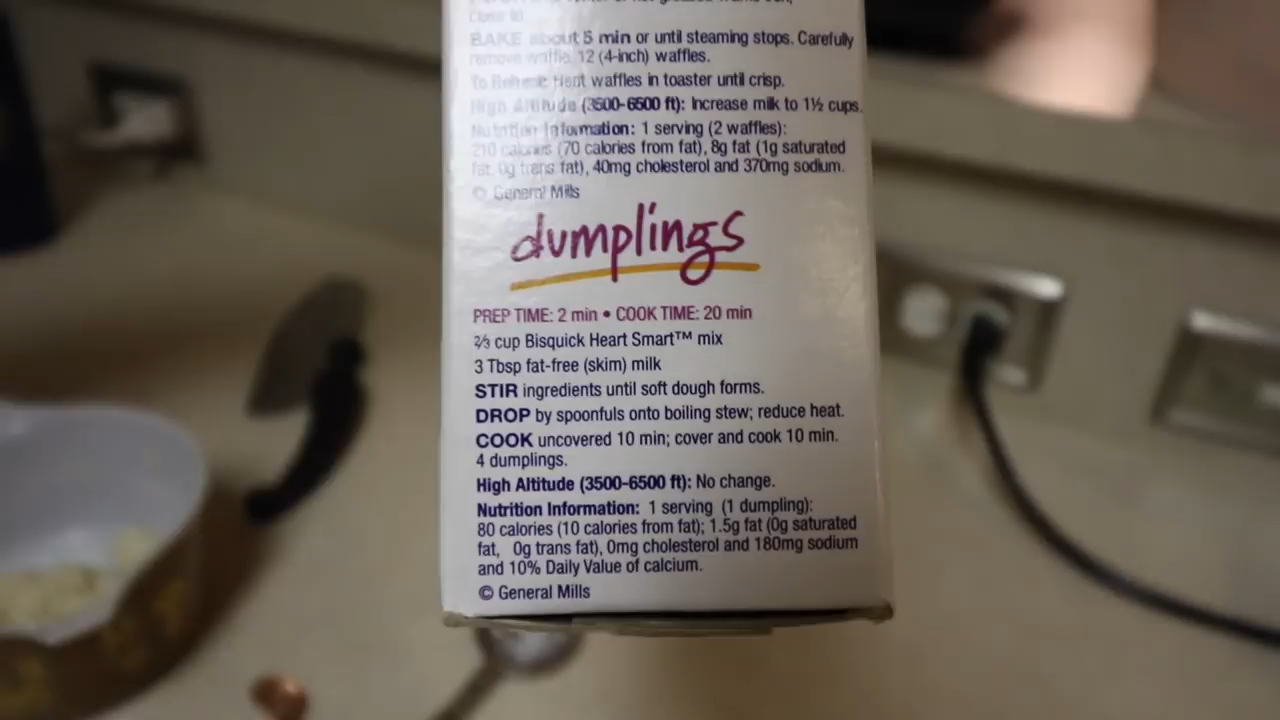 BAKE about 5 min or until steaming stops. Carefully
remove waffle. 12 (4-inch) waffles.
To Reheat: Heat waffles in toaster until crisp.
High Altitude (3500-6500 ft): Increase milk to 1½ cups.
Nutrition Information: 1 serving (2 waffles):
210 calories (70 calories from fat), 8g fat (1g saturated
fat, 0g trans fat), 40mg cholesterol and 370mg sodium.
© General Mills
dumplings
PREP TIME: 2 min • COOK TIME: 20 min
⅔ cup Bisquick Heart Smart™ mix
3 Tbsp fat-free (skim) milk
STIR ingredients until soft dough forms.
DROP by spoonfuls onto boiling stew; reduce heat.
COOK uncovered 10 min; cover and cook 10 min.
4 dumplings.
High Altitude (3500-6500 ft): No change.
Nutrition Information: 1 serving (1 dumpling):
80 calories (10 calories from fat); 1.5g fat (0g saturated
fat, 0g trans fat), 0mg cholesterol and 180mg sodium
and 10% Daily Value of calcium.
© General Mills